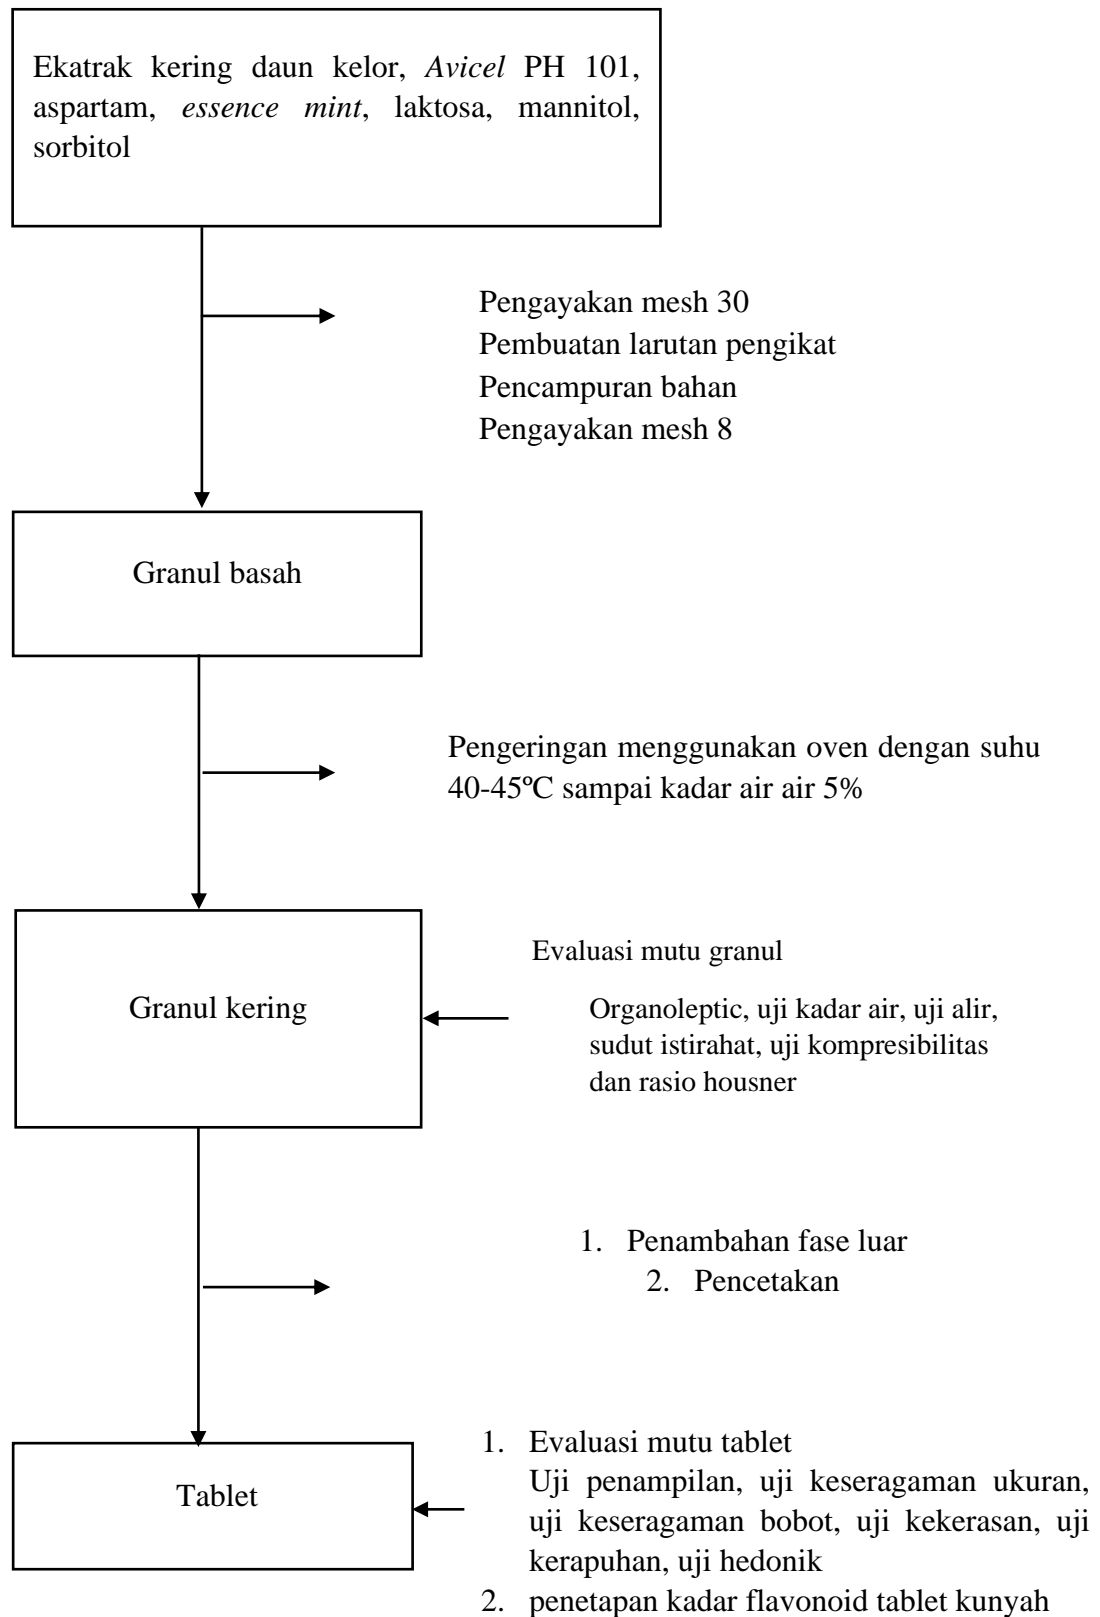 Ekatrak kering daun kelor, Avicel PH 101,
aspartam, essence mint, laktosa, mannitol,
sorbitol
Pengayakan mesh 30
Pembuatan larutan pengikat
Pencampuran bahan
Pengayakan mesh 8
Granul basah
Pengeringan menggunakan oven dengan suhu
40-45ºC sampai kadar air air 5%
Evaluasi mutu granul
Granul kering
Organoleptic, uji kadar air, uji alir,
sudut istirahat, uji kompresibilitas
dan rasio housner
1. Penambahan fase luar
2. Pencetakan
1. Evaluasi mutu tablet
Tablet
Uji penampilan, uji keseragaman ukuran,
uji keseragaman bobot, uji kekerasan, uji
kerapuhan, uji hedonik
2. penetapan kadar flavonoid tablet kunyah